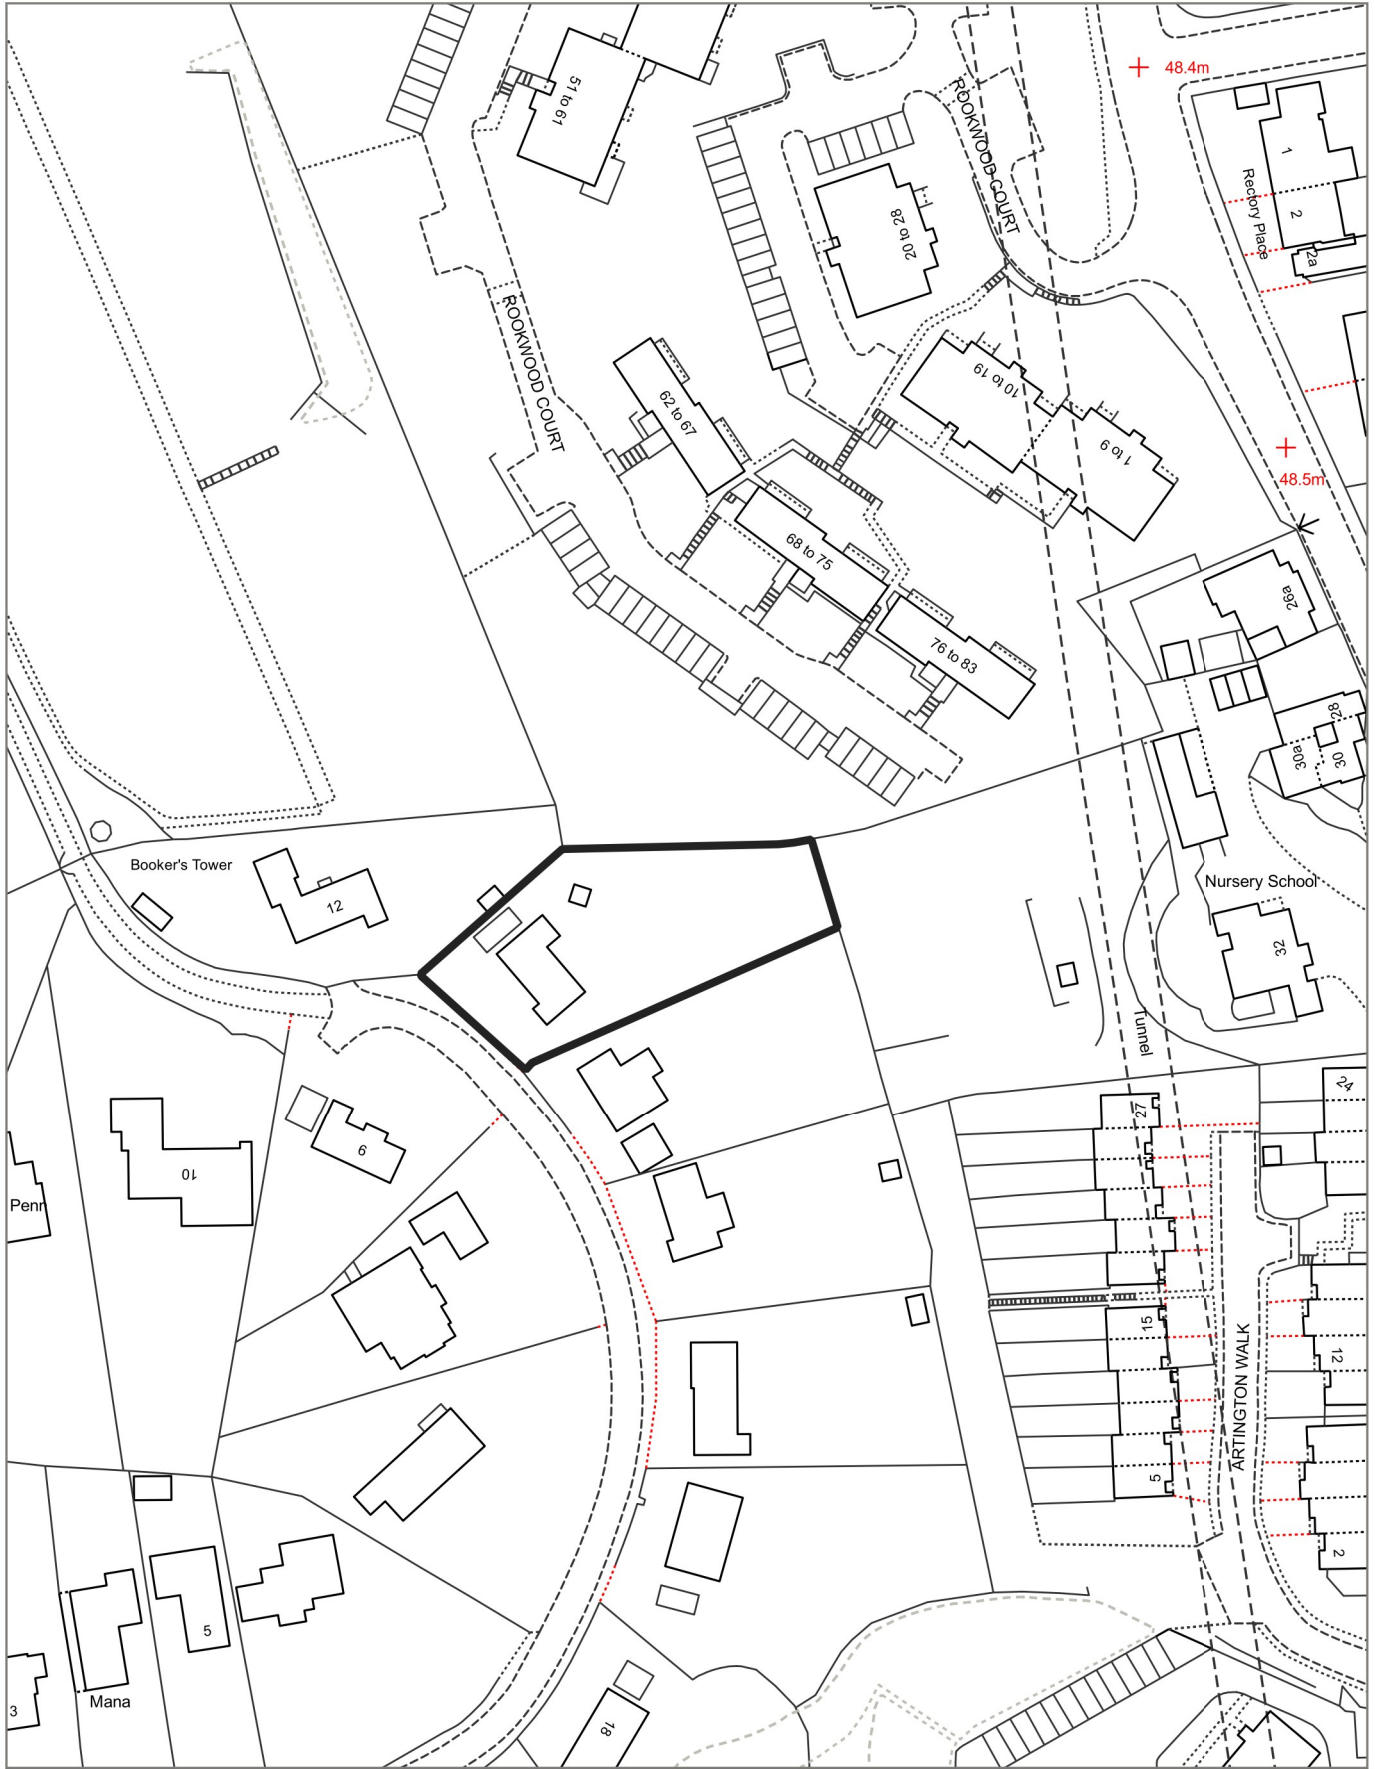 48.4m
51 to 61
ROOKWOOD COURT
1
Rectory Place
2
20 to 28
2a
ROOKWOOD COURT
10 to 19
62 to 67
1 to 9
48.5m
68 to 75
26a
76 to 83
28
30a
30
Booker's Tower
Nursery School
12
32
Tunnel
24
27
6
10
Penn
15
ARTINGTON WALK
12
5
2
5
Mana
3
18